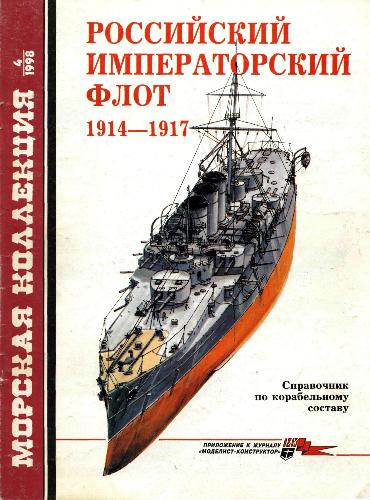 МОРСКАЯ КОЛЛЕКЦИЯ
4
1998
РОССИЙСКИЙ
ИМПЕРАТОРСКИЙ
ФЛОТ
1914—1917
Справочник
по корабельному
составу
ПРИЛОЖЕНИЕ К ЖУРНАЛУ
«МОДЕЛИСТ-КОНСТРУКТОР»